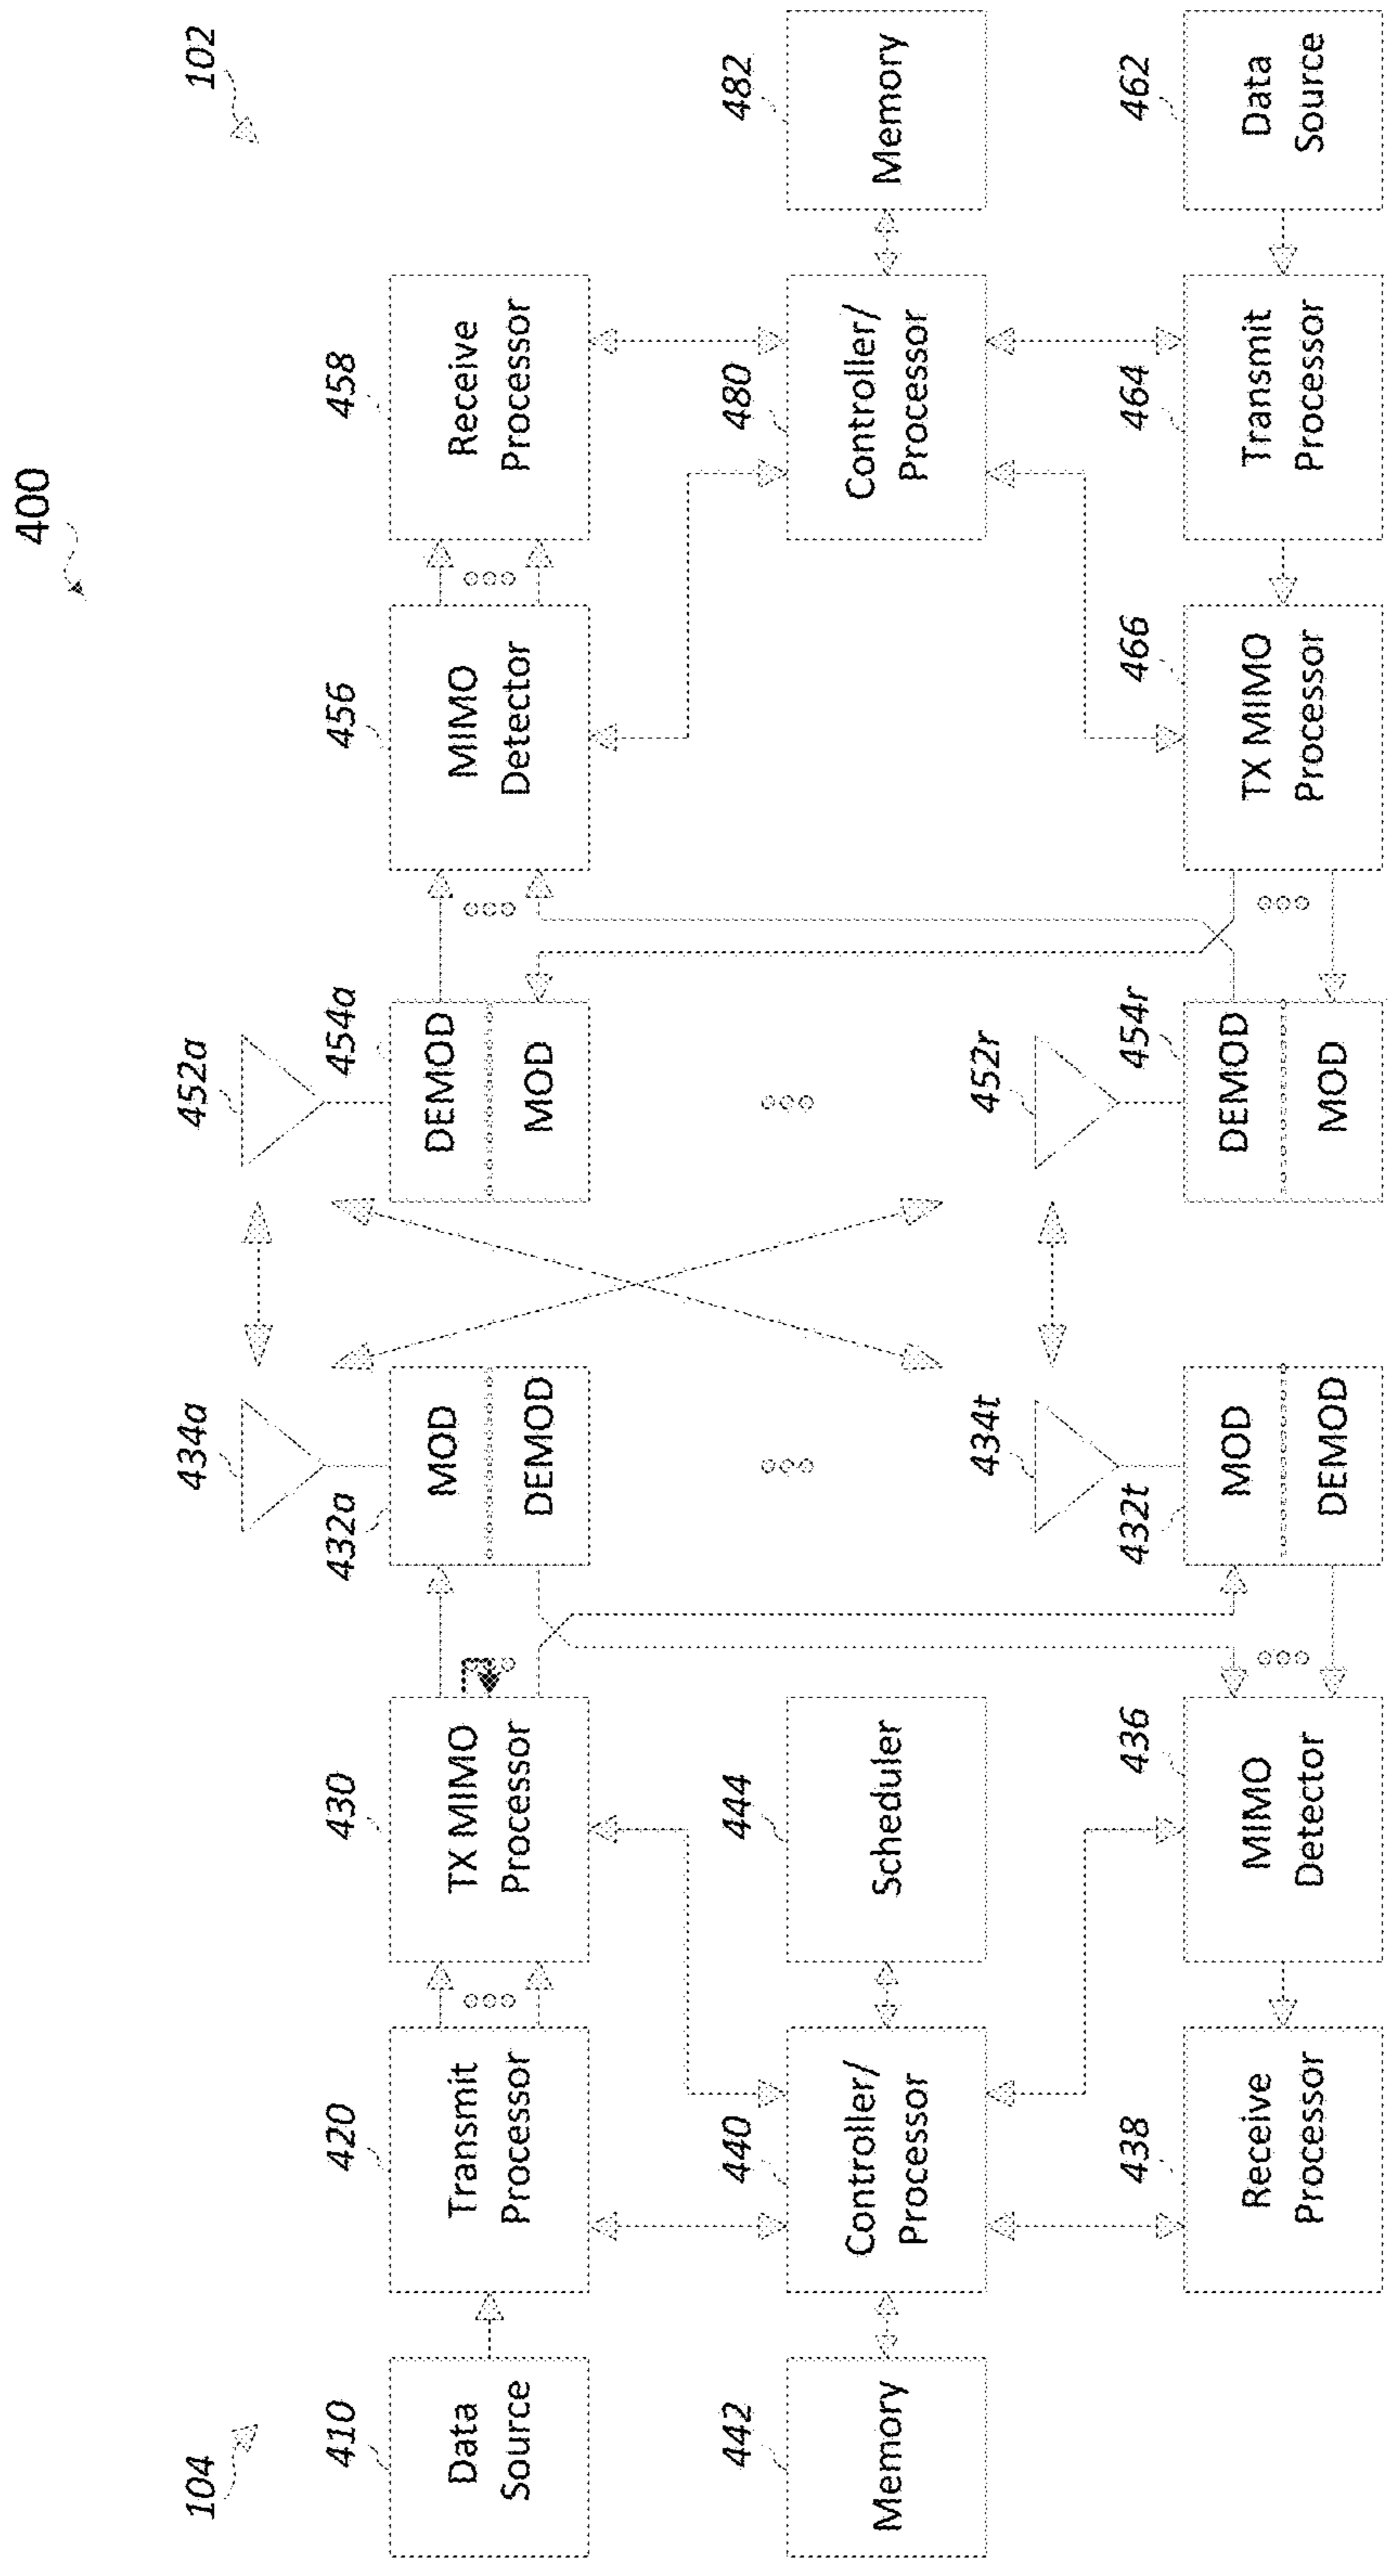 400
104
102
434a
452a
410
Data
Source
420
Transmit
Processor
430
TX MIMO
Processor
432a
MOD
DEMOD
454a
DEMOD
MOD
456
MIMO
Detector
458
Receive
Processor
442
Memory
440
Controller/
Processor
444
Scheduler
480
Controller/
Processor
482
Memory
434t
452r
438
Receive
Processor
436
MIMO
Detector
432t
MOD
DEMOD
454r
DEMOD
MOD
466
TX MIMO
Processor
464
Transmit
Processor
462
Data
Source